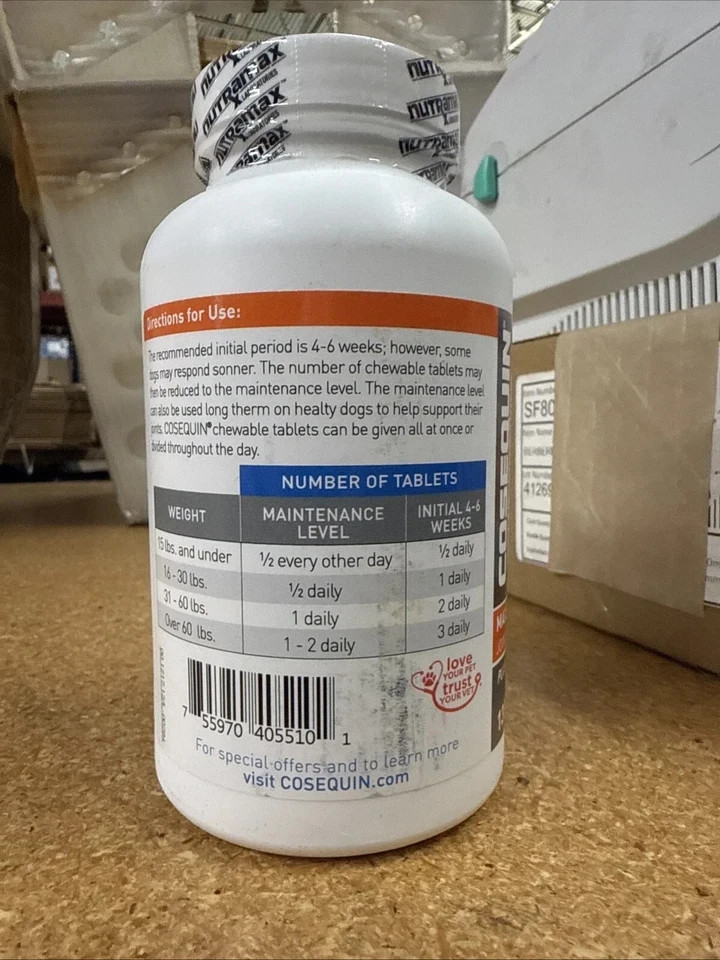 nutramax
LABORATORIES
nutramax
nutramax
Directions for Use:
The recommended initial period is 4-6 weeks; however, some
dogs may respond sonner. The number of chewable tablets may
then be reduced to the maintenance level. The maintenance level
can also be used long therm on healty dogs to help support their
joints. COSEQUIN® chewable tablets can be given all at once or
divided throughout the day.
NUMBER OF TABLETS
WEIGHT MAINTENANCE LEVEL INITIAL 4-6 WEEKS
15 lbs. and under ½ every other day ½ daily
16 - 30 lbs. ½ daily 1 daily
31 - 60 lbs. 1 daily 2 daily
Over 60 lbs. 1 - 2 daily 3 daily
love
YOUR PET
trust
YOUR VET
7 55970 405510 1
For special offers and to learn more
visit COSEQUIN.com
COSEQUIN
SF80
4126